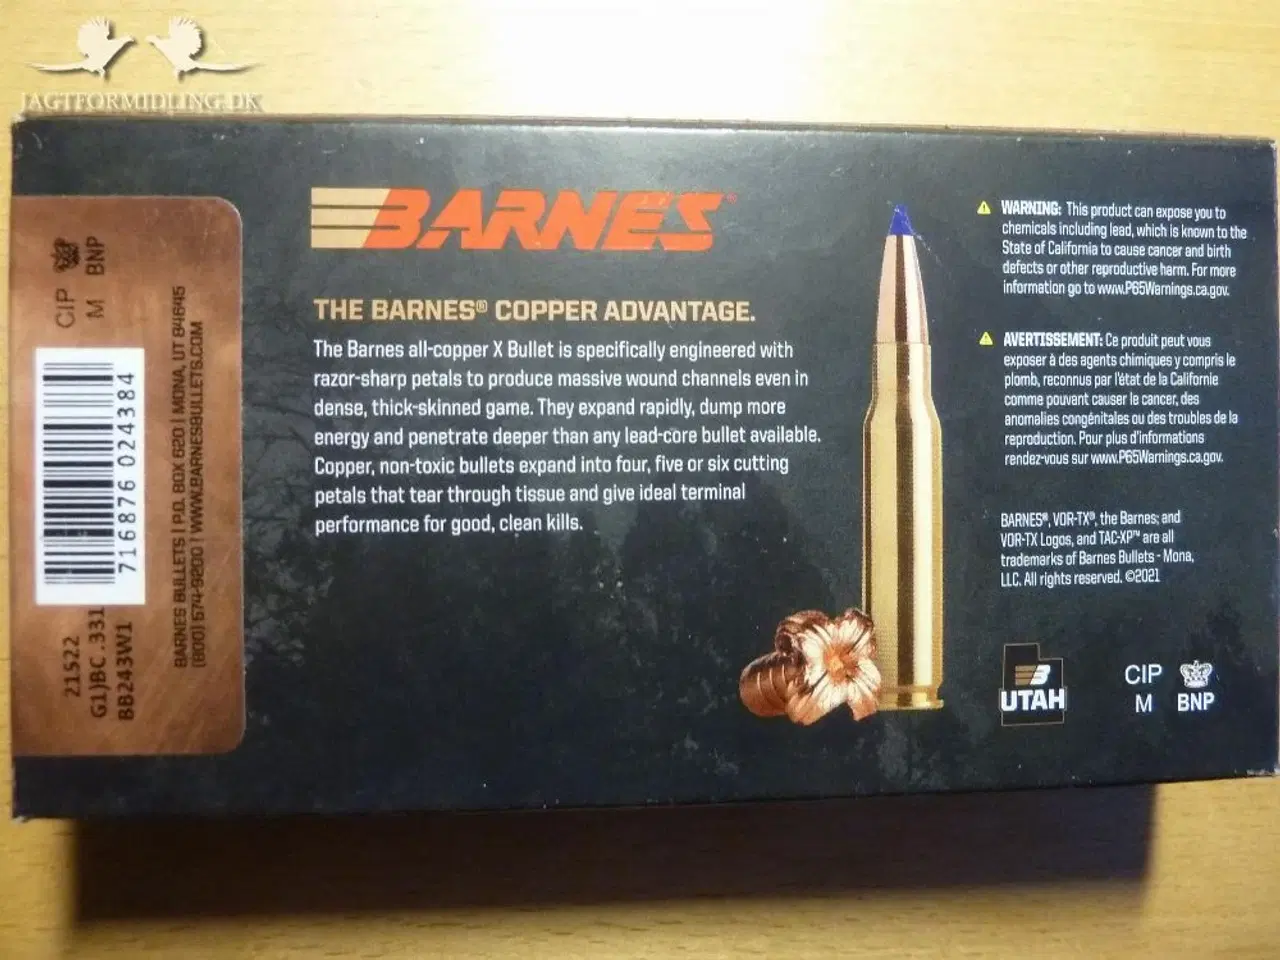 JAGTFORMIDLING.DK
BARNES®
THE BARNES® COPPER ADVANTAGE.
The Barnes all-copper X Bullet is specifically engineered with
razor-sharp petals to produce massive wound channels even in
dense, thick-skinned game. They expand rapidly, dump more
energy and penetrate deeper than any lead-core bullet available.
Copper, non-toxic bullets expand into four, five or six cutting
petals that tear through tissue and give ideal terminal
performance for good, clean kills.
WARNING: This product can expose you to
chemicals including lead, which is known to the
State of California to cause cancer and birth
defects or other reproductive harm. For more
information go to www.P65Warnings.ca.gov.
AVERTISSEMENT: Ce produit peut vous
exposer à des agents chimiques y compris le
plomb, reconnus par l'état de la Californie
comme pouvant causer le cancer, des
anomalies congénitales ou des troubles de la
reproduction. Pour plus d'informations
rendez-vous sur www.P65Warnings.ca.gov.
BARNES®, VOR-TX®, the Barnes; and
VOR-TX Logos, and TAC-XP™ are all
trademarks of Barnes Bullets - Mona,
LLC. All rights reserved. ©2021
UTAH
CIP
M
BNP
CIP
M
BNP
7 16876 02438 4
21522
G1)BC .331
BB243W1
BARNES BULLETS | P.O. BOX 620 | MONA, UT 84645
(800) 574-9200 | WWW.BARNESBULLETS.COM